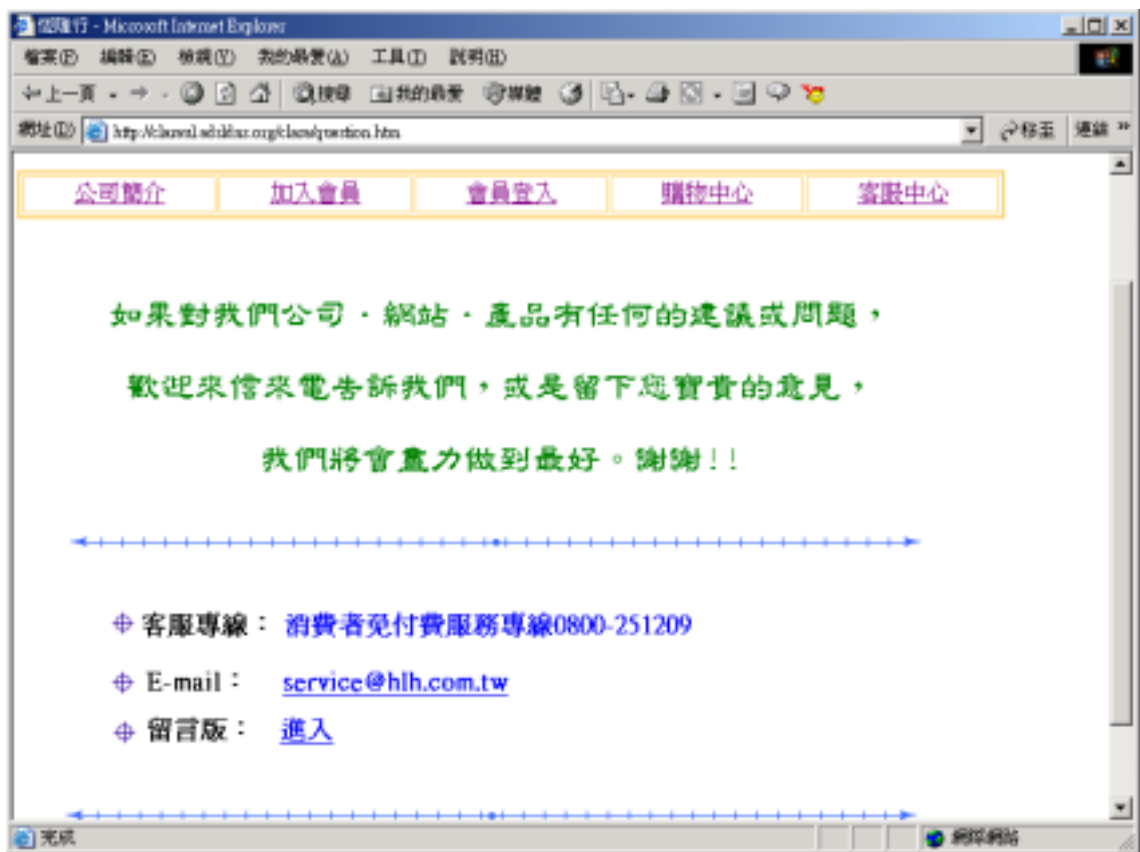 行 - Microsoft Internet Explorer
檔案(F) 編輯(E) 檢視(V) 我的最愛(A) 工具(T) 說明(H)
上一頁 搜尋 我的最愛 媒體
網址(D) 移至 連結 »
公司簡介 加入會員 會員登入 購物中心 客服中心
如果對我們公司．網站．產品有任何的建議或問題，
歡迎來信來電告訴我們，或是留下您寶貴的意見，
我們將會盡力做到最好。謝謝!!
客服專線： 消費者免付費服務專線0800-251209
E-mail： service@hlh.com.tw
留言版： 進入
完成 網際網路